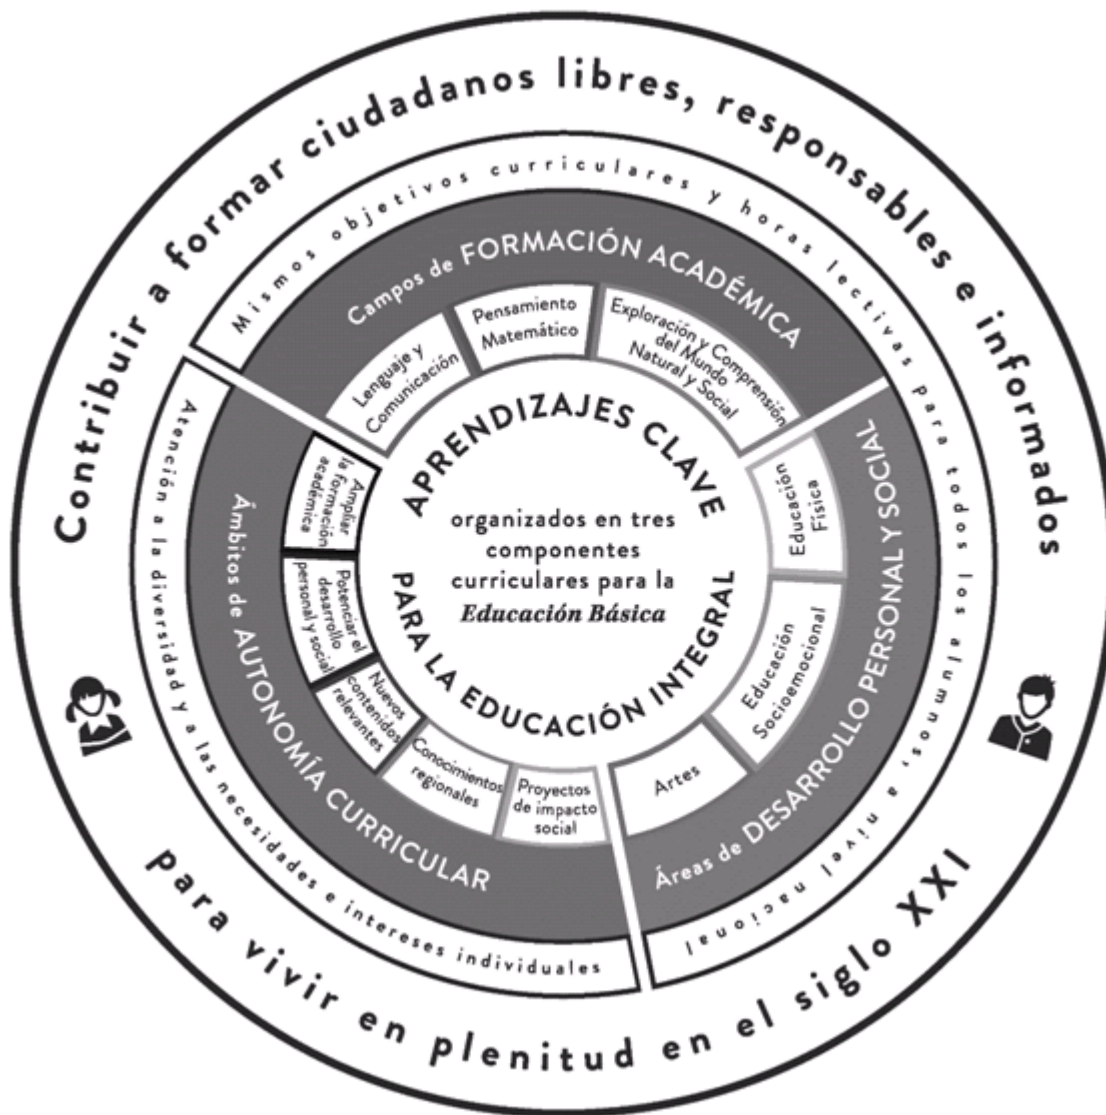 Contribuir a formar ciudadanos libres, responsables e informados
para vivir en plenitud en el siglo XXI
Mismos objetivos curriculares y horas lectivas para todos los alumnos, a nivel nacional
Atención a la diversidad y a las necesidades e intereses individuales
Campos de FORMACIÓN ACADÉMICA
Lenguaje y
Comunicación
Pensamiento
Matemático
Exploración y Comprensión
del Mundo
Natural y Social
Áreas de DESARROLLO PERSONAL Y SOCIAL
Educación
Física
Educación
Socioemocional
Artes
Ámbitos de AUTONOMÍA CURRICULAR
Ampliar
la formación
académica
Potenciar el
desarrollo
personal y social
Nuevos
contenidos
relevantes
Conocimientos
regionales
Proyectos
de impacto
social
APRENDIZAJES CLAVE
organizados en tres
componentes
curriculares para la
Educación Básica
PARA LA EDUCACIÓN INTEGRAL